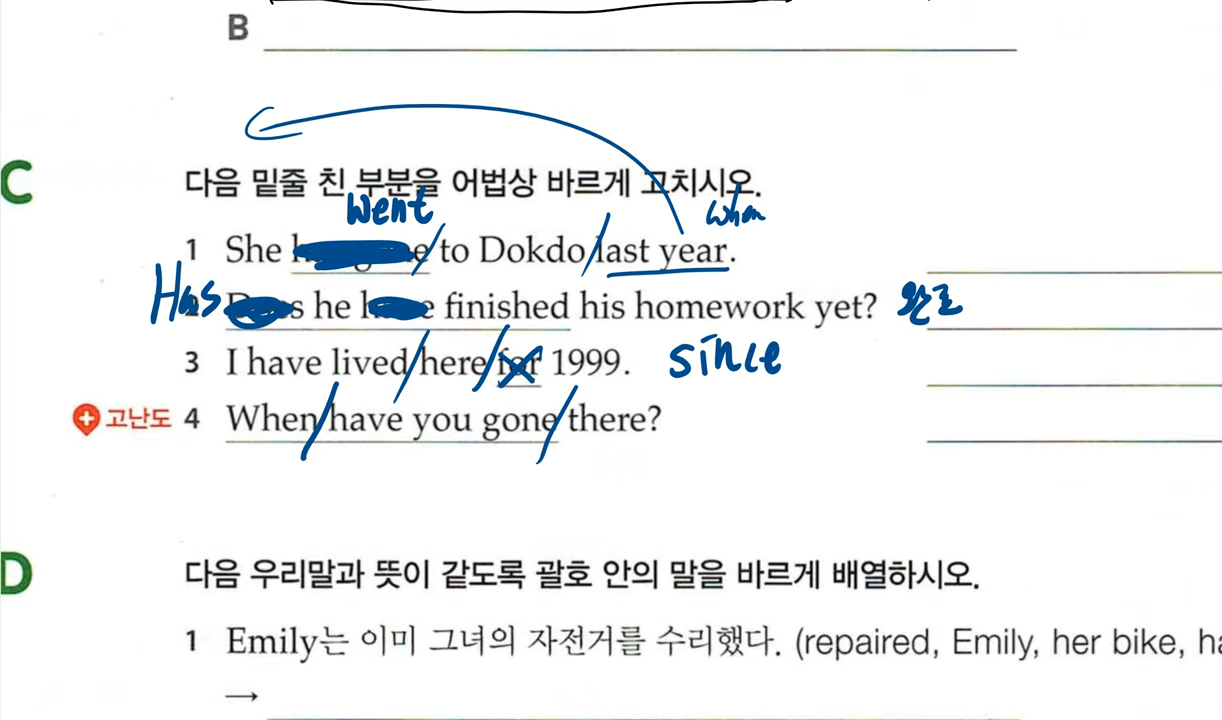 B
C 다음 밑줄 친 부분을 어법상 바르게 고치시오.
went when
1 She to Dokdo last year.
Has he finished his homework yet? 완료
3 I have lived here for 1999. since
고난도 4 When have you gone there?
D 다음 우리말과 뜻이 같도록 괄호 안의 말을 바르게 배열하시오.
1 Emily는 이미 그녀의 자전거를 수리했다. (repaired, Emily, her bike,
→